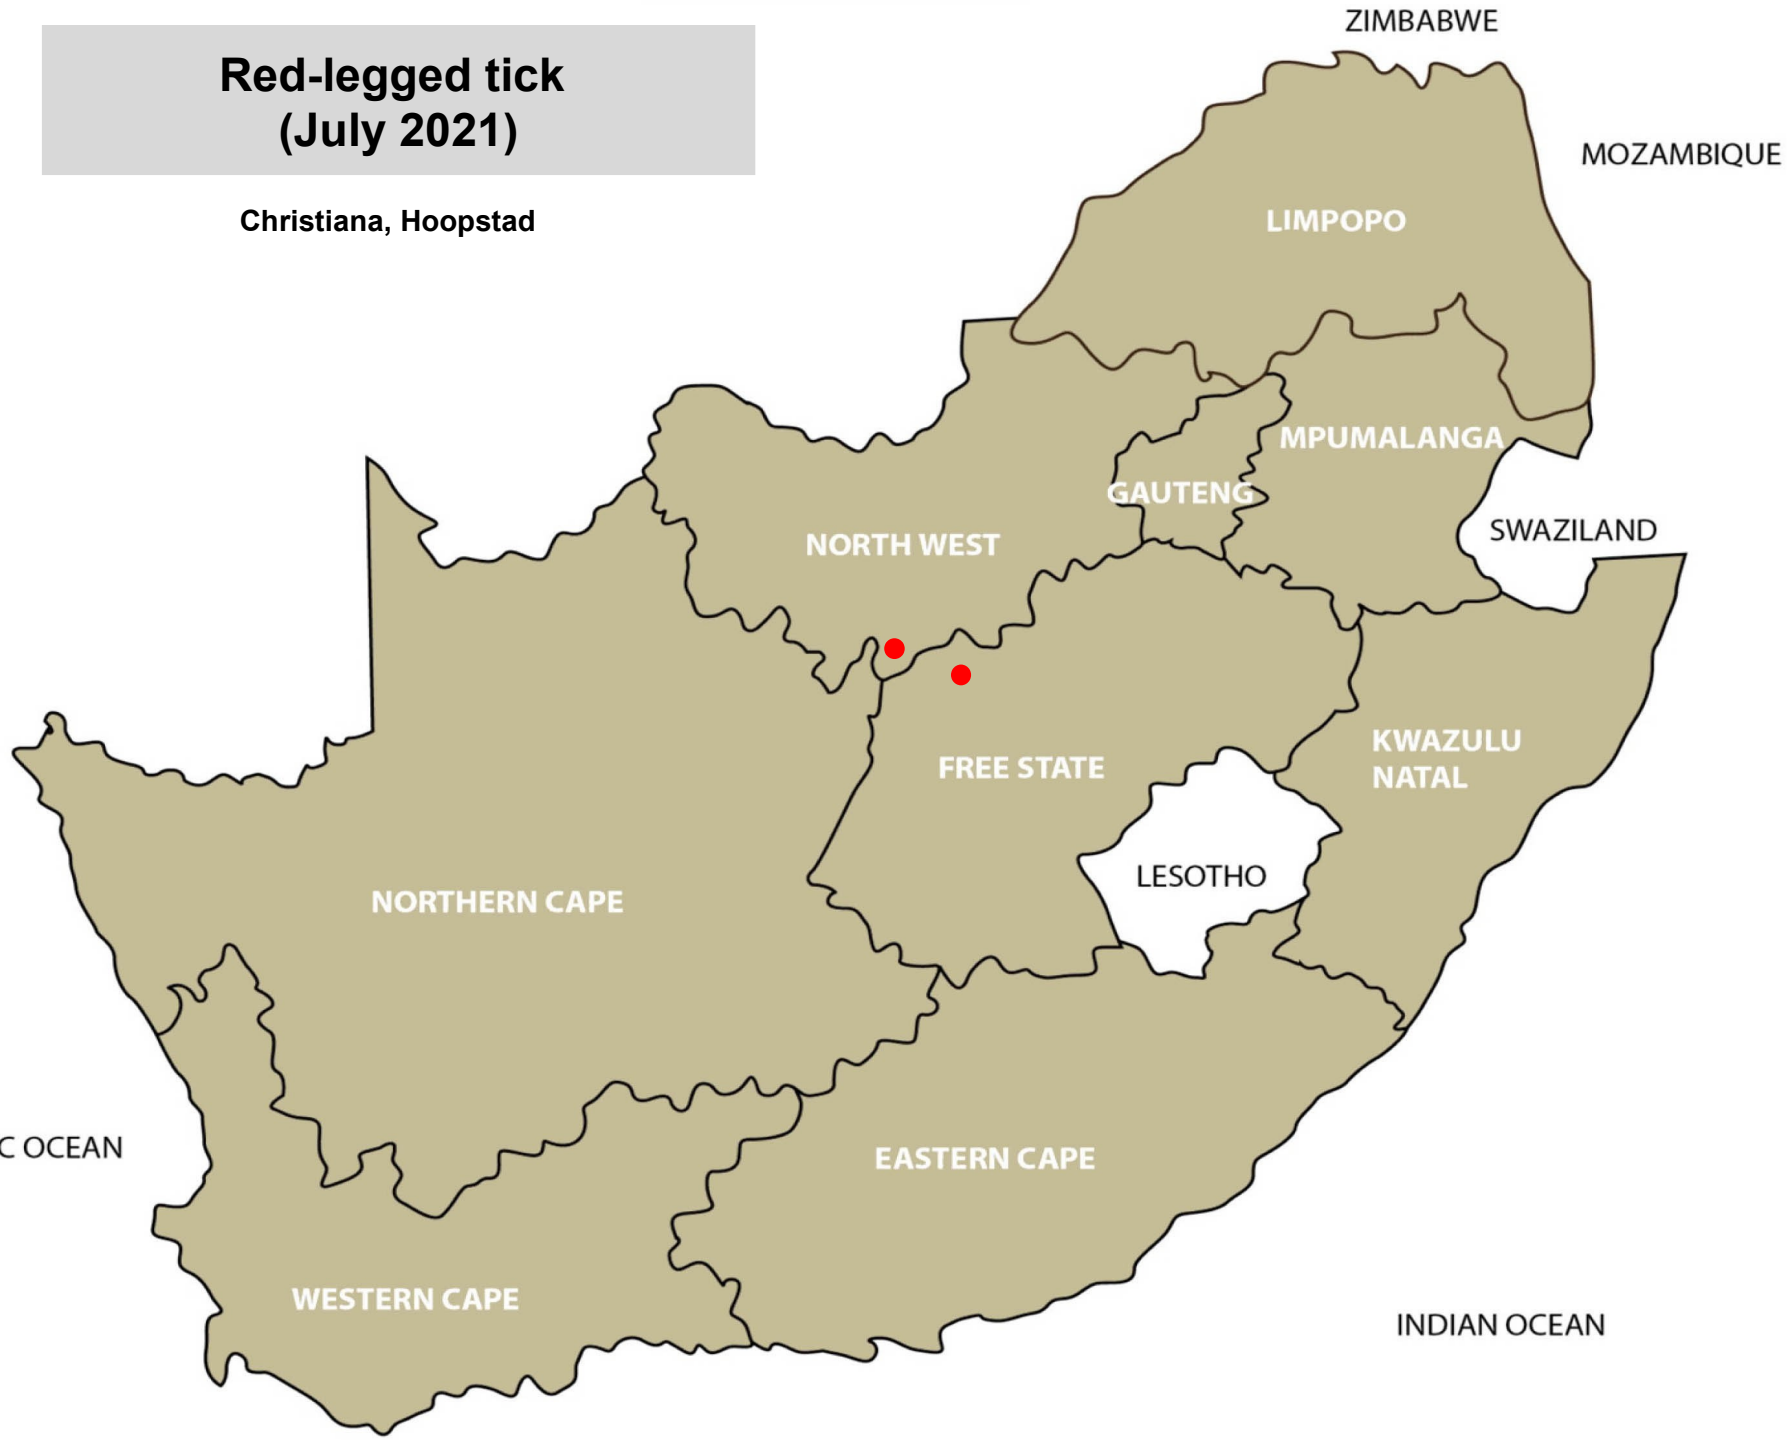 Red-legged tick
(July 2021)
Christiana, Hoopstad
ZIMBABWE
MOZAMBIQUE
LIMPOPO
MPUMALANGA
GAUTENG
SWAZILAND
NORTH WEST
KWAZULU
NATAL
FREE STATE
LESOTHO
NORTHERN CAPE
C OCEAN
EASTERN CAPE
WESTERN CAPE
INDIAN OCEAN